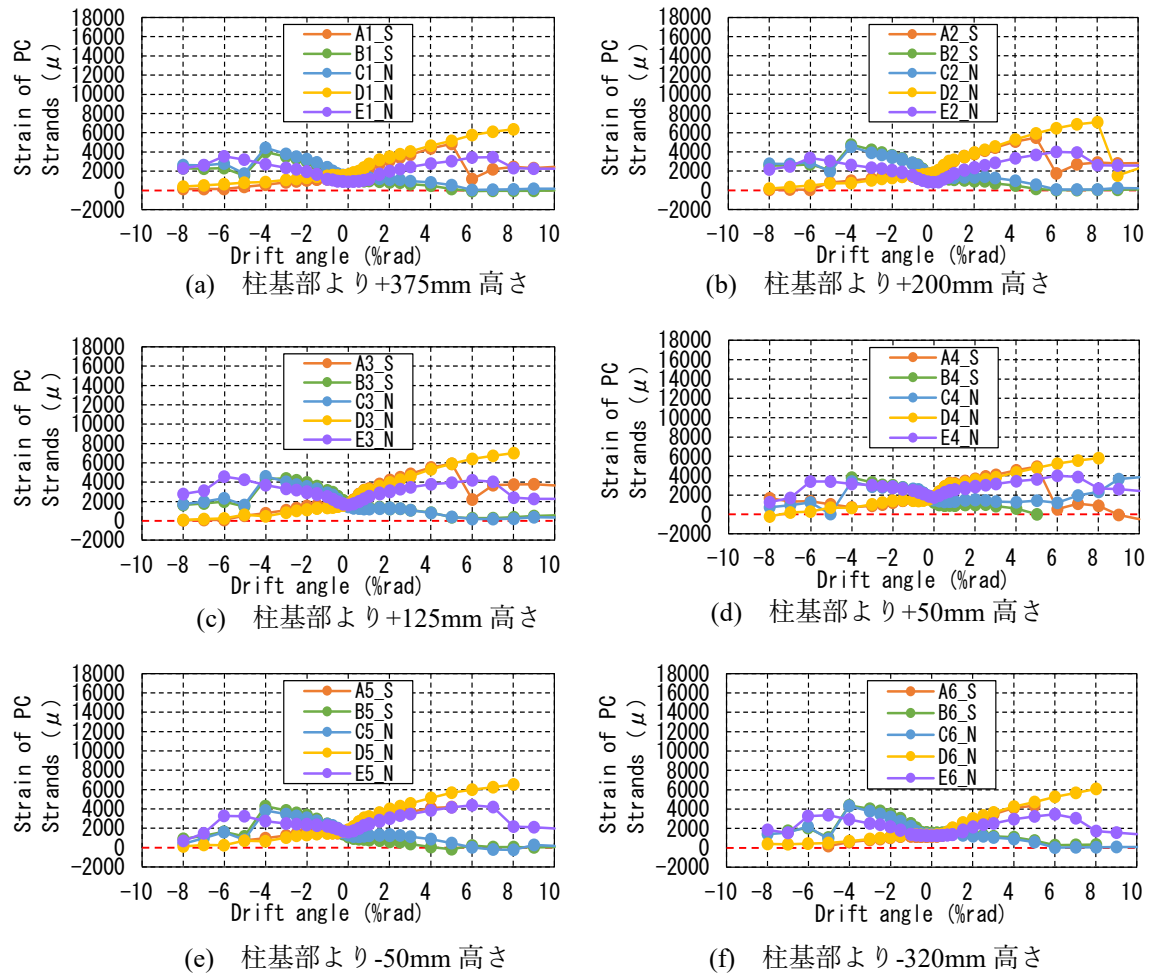 18000
16000
14000
12000
10000
8000
6000
4000
2000
0
-2000
Strain of PC
Strands (μ)
A1_S
B1_S
C1_N
D1_N
E1_N
-10 -8 -6 -4 -2 0 2 4 6 8 10
Drift angle (%rad)
(a) 柱基部より+375mm 高さ
18000
16000
14000
12000
10000
8000
6000
4000
2000
0
-2000
Strain of PC
Strands (μ)
A2_S
B2_S
C2_N
D2_N
E2_N
-10 -8 -6 -4 -2 0 2 4 6 8 10
Drift angle (%rad)
(b) 柱基部より+200mm 高さ
18000
16000
14000
12000
10000
8000
6000
4000
2000
0
-2000
Strain of PC
Strands (μ)
A3_S
B3_S
C3_N
D3_N
E3_N
-10 -8 -6 -4 -2 0 2 4 6 8 10
Drift angle (%rad)
(c) 柱基部より+125mm 高さ
18000
16000
14000
12000
10000
8000
6000
4000
2000
0
-2000
Strain of PC
Strands (μ)
A4_S
B4_S
C4_N
D4_N
E4_N
-10 -8 -6 -4 -2 0 2 4 6 8 10
Drift angle (%rad)
(d) 柱基部より+50mm 高さ
18000
16000
14000
12000
10000
8000
6000
4000
2000
0
-2000
Strain of PC
Strands (μ)
A5_S
B5_S
C5_N
D5_N
E5_N
-10 -8 -6 -4 -2 0 2 4 6 8 10
Drift angle (%rad)
(e) 柱基部より-50mm 高さ
18000
16000
14000
12000
10000
8000
6000
4000
2000
0
-2000
Strain of PC
Strands (μ)
A6_S
B6_S
C6_N
D6_N
E6_N
-10 -8 -6 -4 -2 0 2 4 6 8 10
Drift angle (%rad)
(f) 柱基部より-320mm 高さ